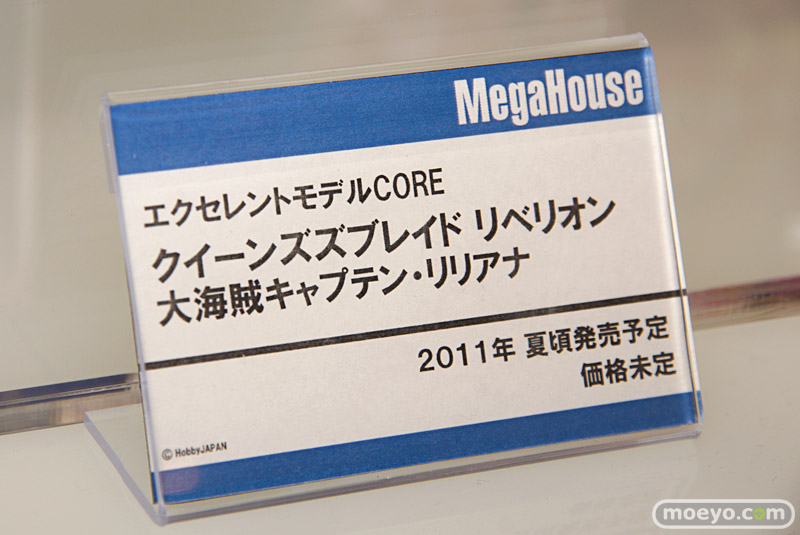 MegaHouse
エクセレントモデルCORE
クイーンズズブレイド リベリオン
大海賊キャプテン・リリアナ
2011年 夏頃発売予定
価格未定
©HobbyJAPAN
moeyo.com